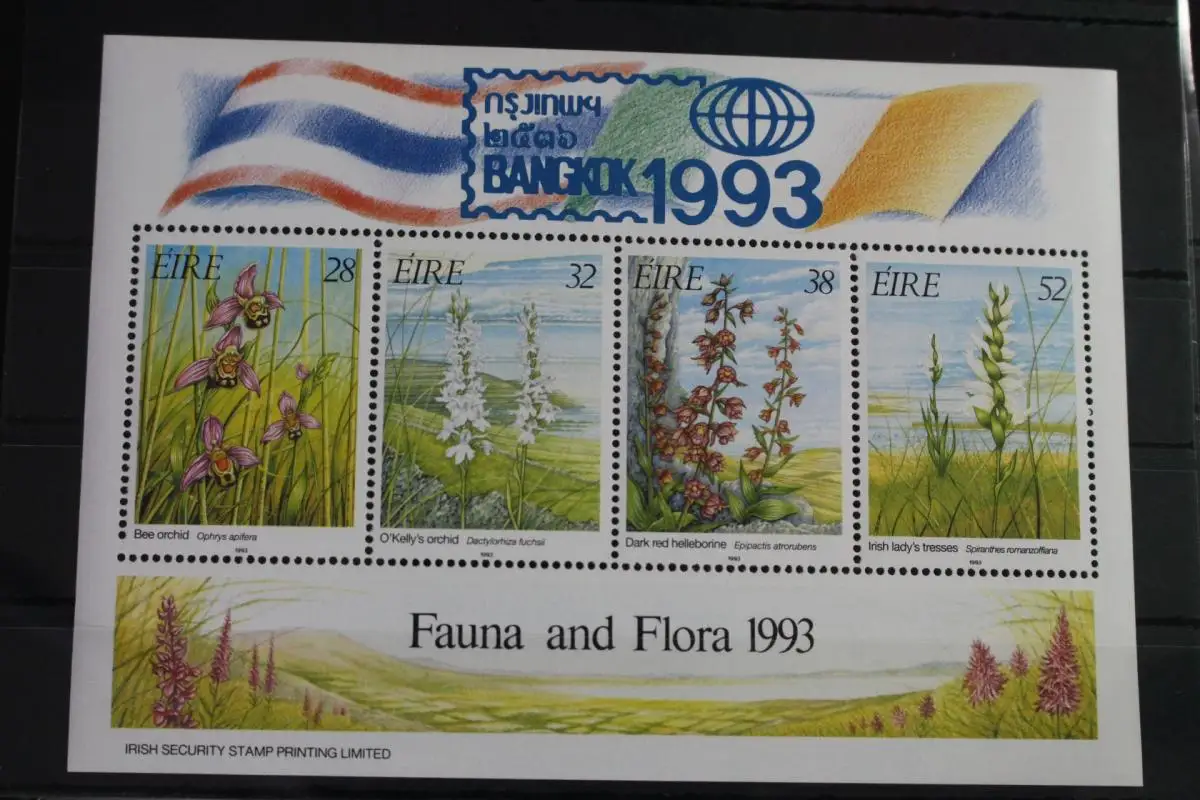 กรุงเทพฯ
๒๕๓๖
BANGKOK 1993
ÉIRE 28
ÉIRE 32
ÉIRE 38
ÉIRE 52
Bee orchid Ophrys apifera
1993
O'Kelly's orchid Dactylorhiza fuchsii
1993
Dark red helleborine Epipactis atrorubens
1993
Irish lady's tresses Spiranthes romanzoffiana
1993
Fauna and Flora 1993
IRISH SECURITY STAMP PRINTING LIMITED